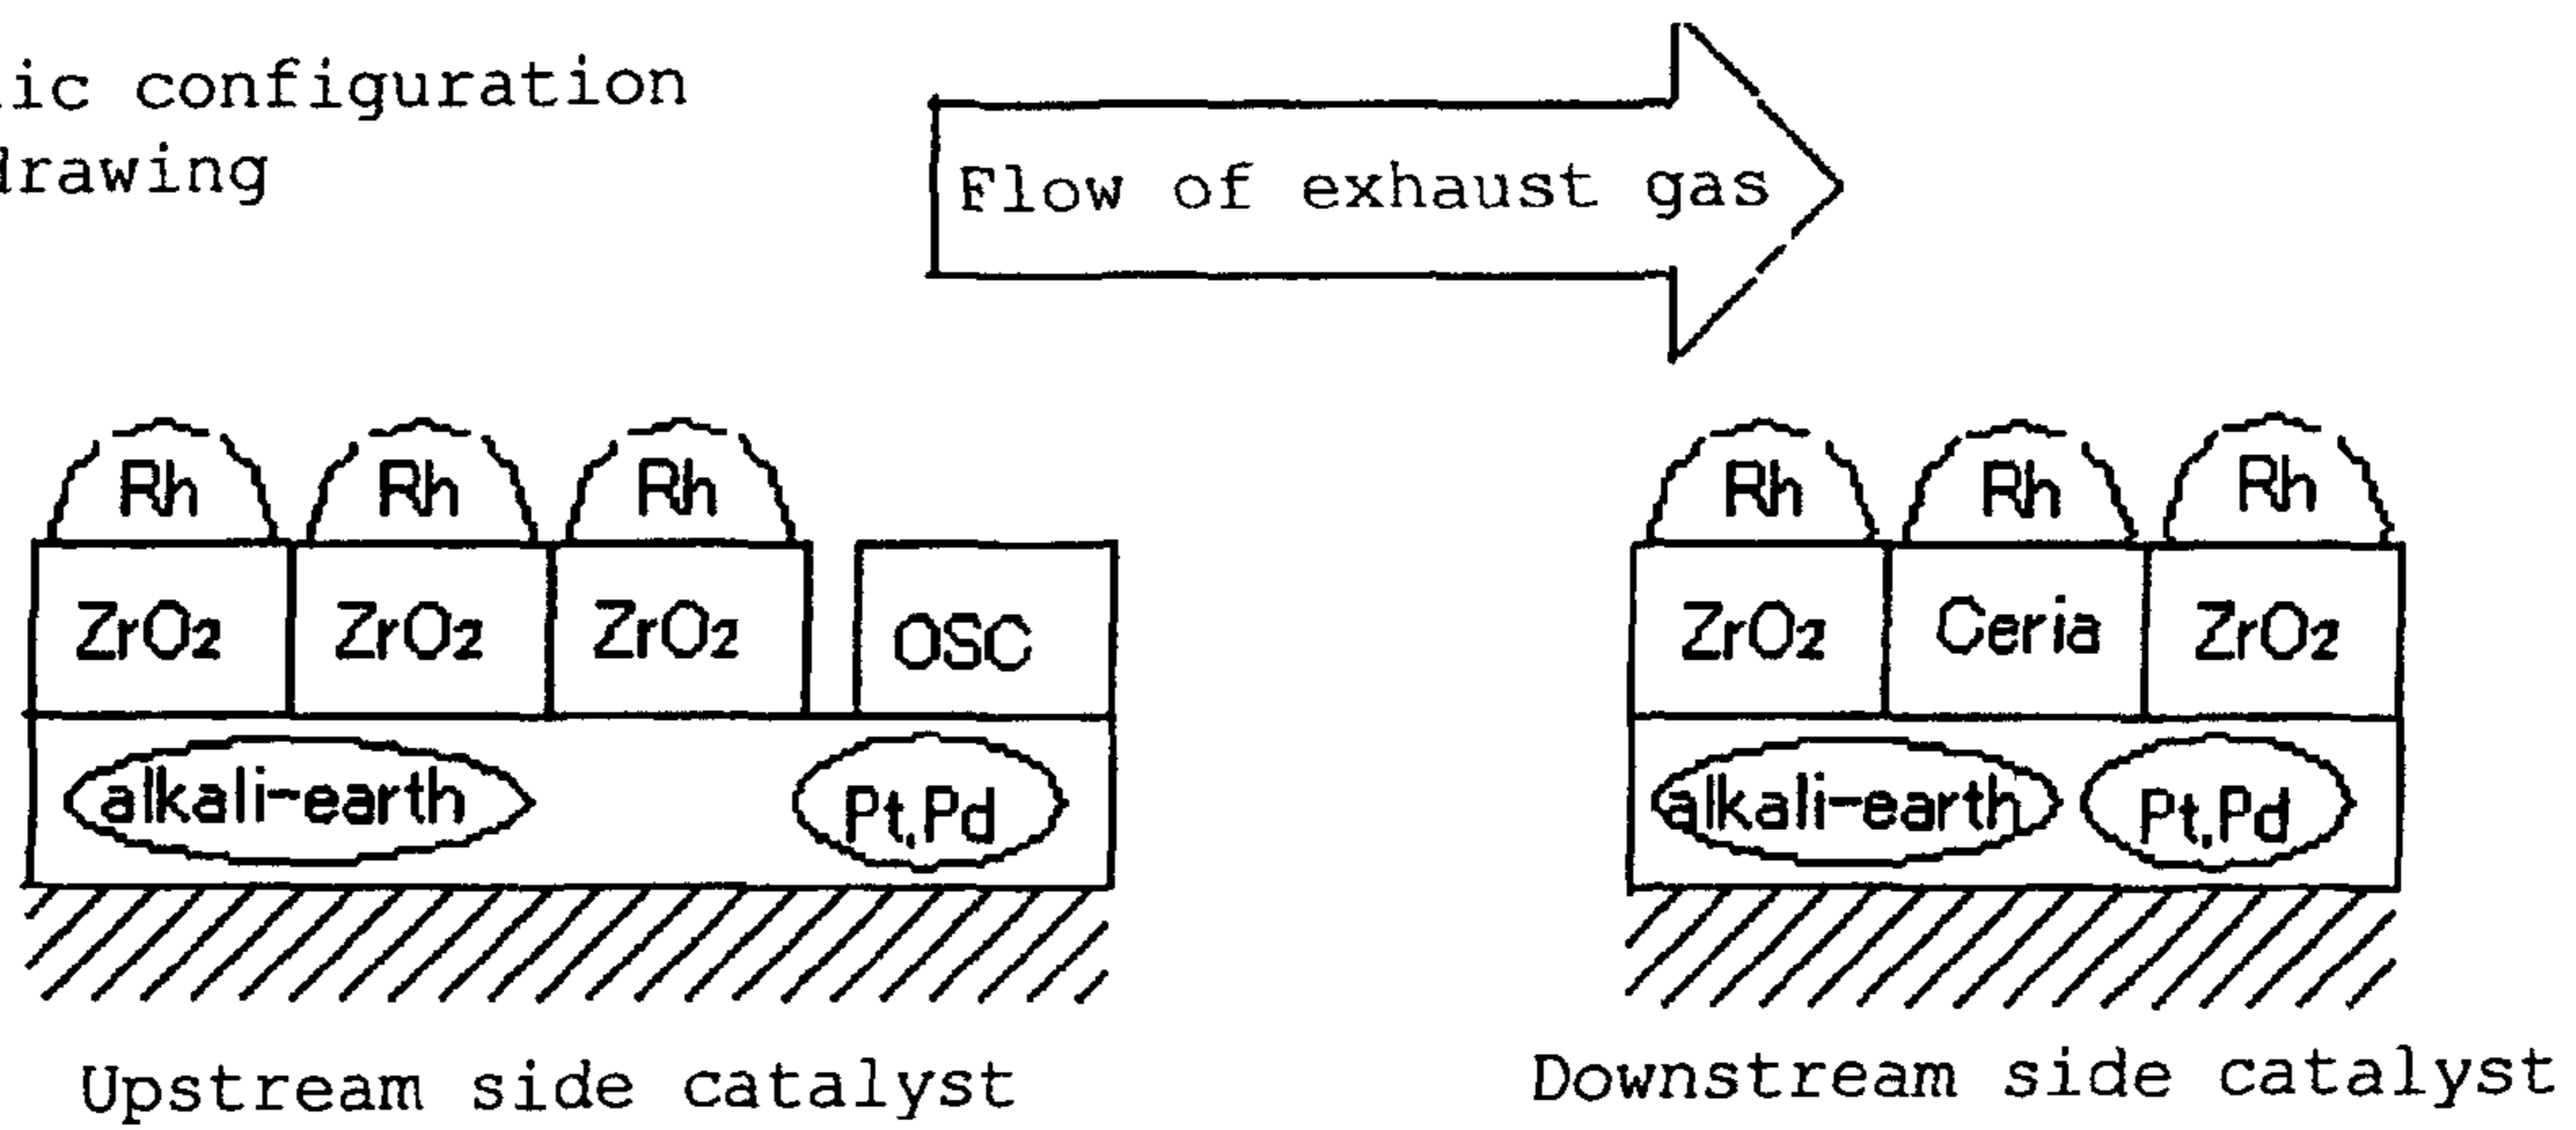 lic configuration
drawing
Flow of exhaust gas
Rh Rh Rh Rh Rh Rh
ZrO2 ZrO2 ZrO2 OSC ZrO2 Ceria ZrO2
alkali-earth Pt,Pd alkali-earth Pt,Pd
Upstream side catalyst Downstream side catalyst